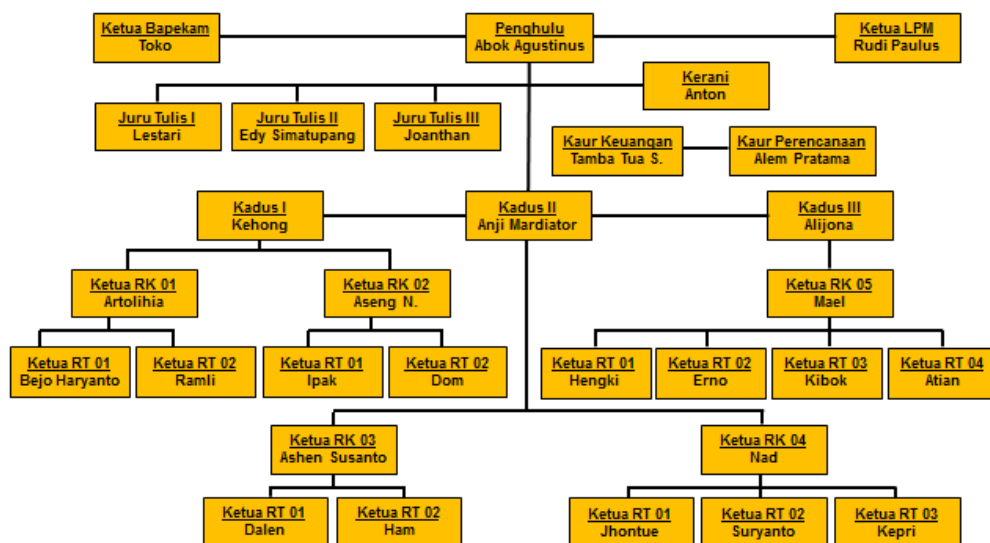 Ketua Bapekam
Toko
Penghulu
Abok Agustinus
Ketua LPM
Rudi Paulus
Kerani
Anton
Juru Tulis I
Lestari
Juru Tulis II
Edy Simatupang
Juru Tulis III
Joanthan
Kaur Keuangan
Tamba Tua S.
Kaur Perencanaan
Alem Pratama
Kadus I
Kehong
Kadus II
Anji Mardiator
Kadus III
Alijona
Ketua RK 01
Artolihia
Ketua RK 02
Aseng N.
Ketua RK 05
Mael
Ketua RT 01
Bejo Haryanto
Ketua RT 02
Ramli
Ketua RT 01
Ipak
Ketua RT 02
Dom
Ketua RT 01
Hengki
Ketua RT 02
Erno
Ketua RT 03
Kibok
Ketua RT 04
Atian
Ketua RK 03
Ashen Susanto
Ketua RK 04
Nad
Ketua RT 01
Dalen
Ketua RT 02
Ham
Ketua RT 01
Jhontue
Ketua RT 02
Suryanto
Ketua RT 03
Kepri